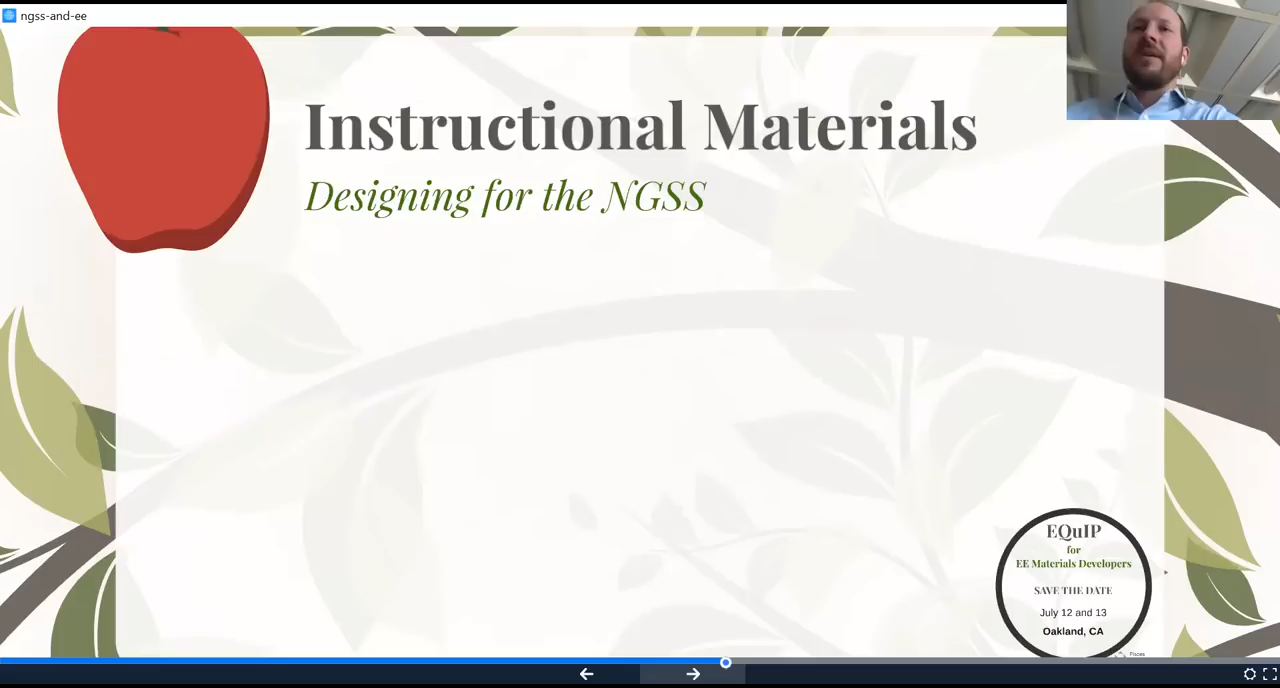 ngss-and-ee
Instructional Materials
Designing for the NGSS
EQuIP
for
EE Materials Developers
SAVE THE DATE
July 12 and 13
Oakland, CA
Pisces